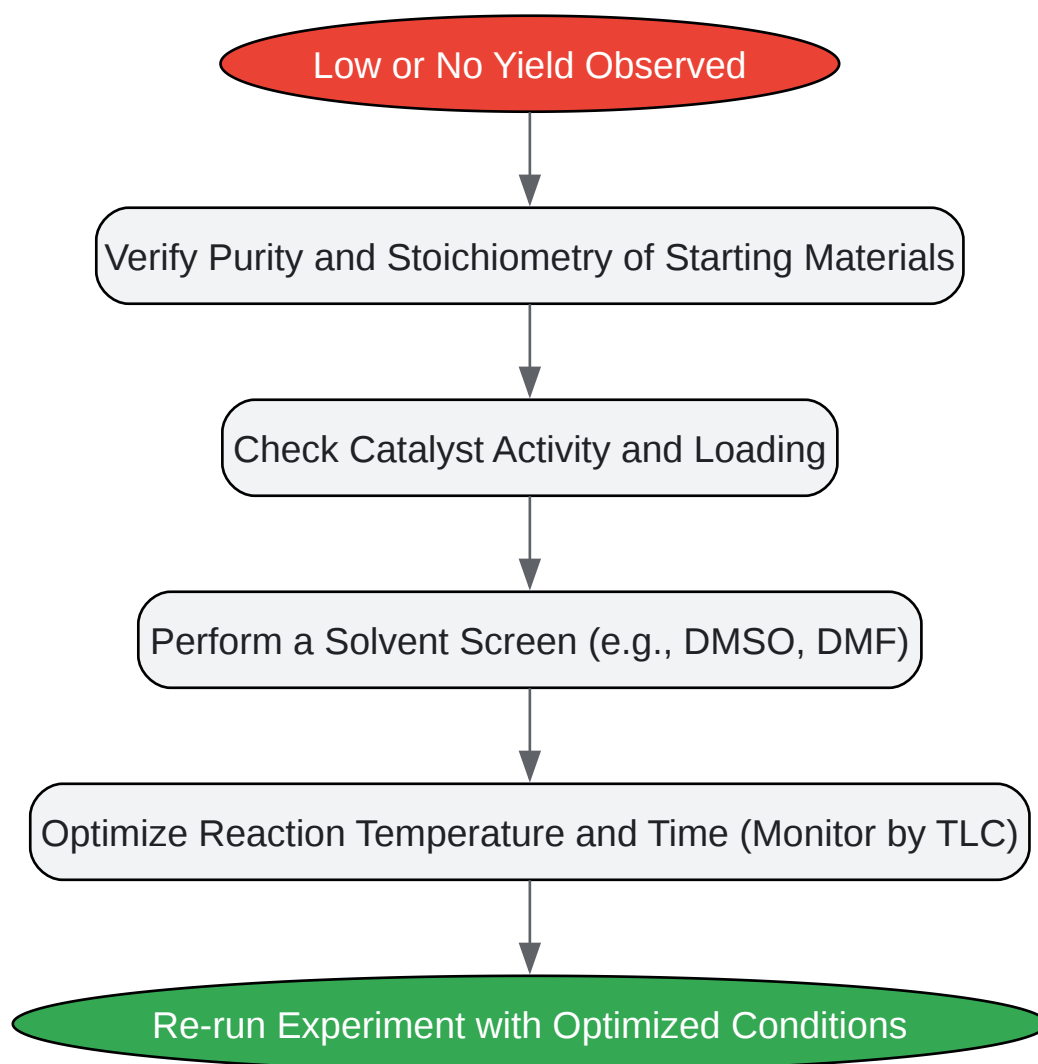 Low or No Yield Observed
Verify Purity and Stoichiometry of Starting Materials
Check Catalyst Activity and Loading
Perform a Solvent Screen (e.g., DMSO, DMF)
Optimize Reaction Temperature and Time (Monitor by TLC)
Re-run Experiment with Optimized Conditions